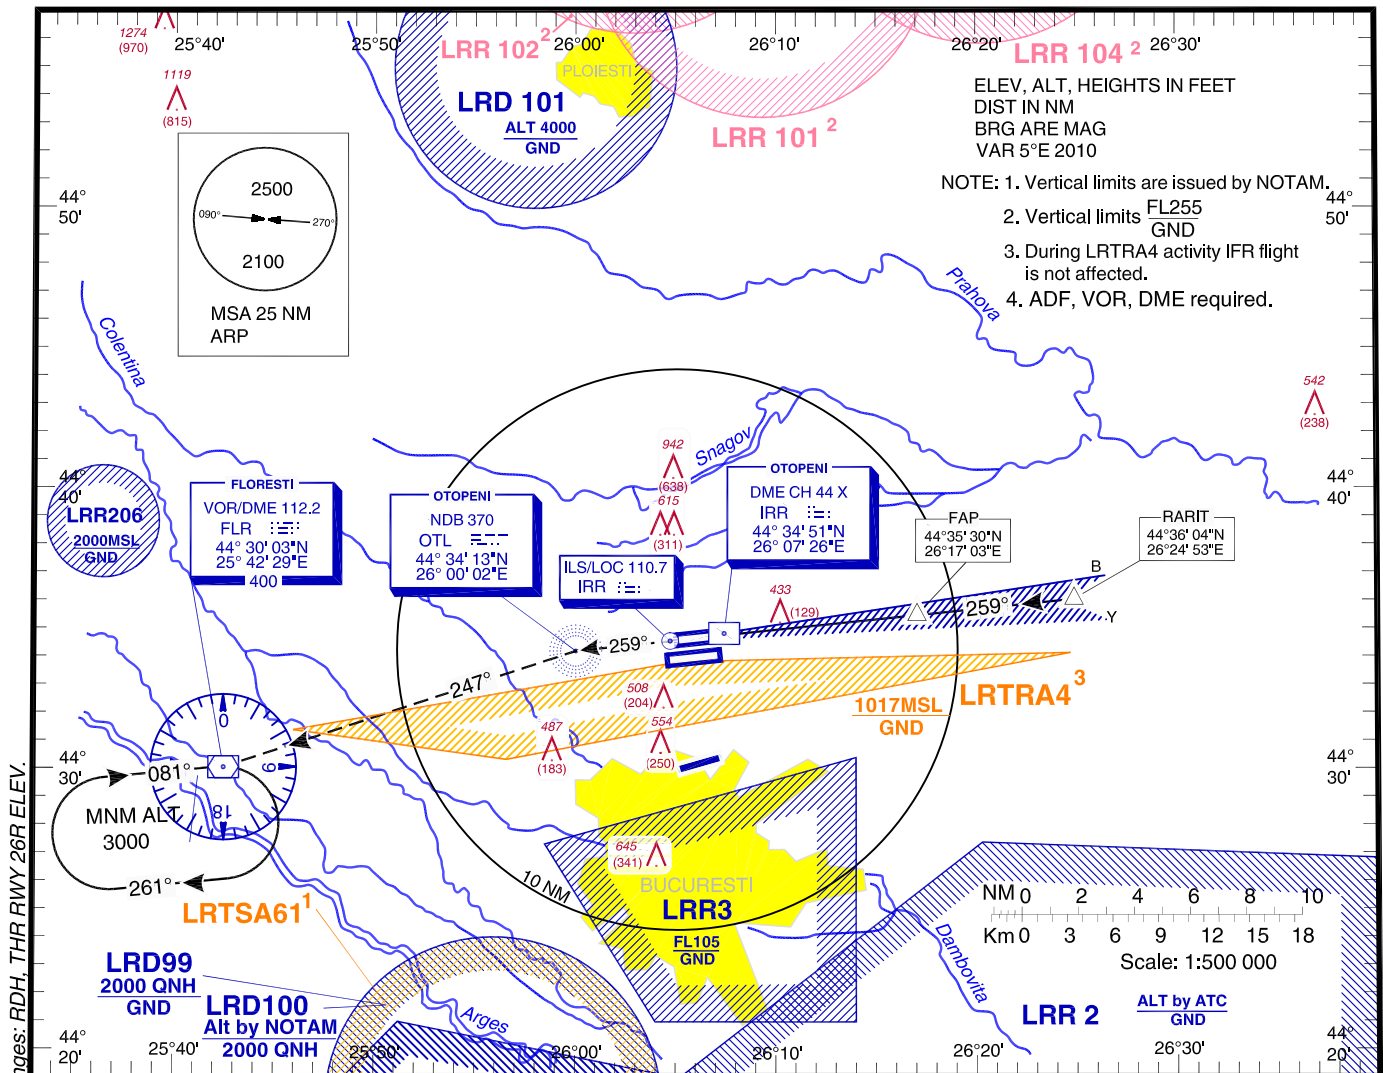 1274
(970)
25°40'
25°50'
26°00'
26°10'
26°20'
26°30'
LRR 102 2
LRR 104 2
PLOIESTI
1119
(815)
LRD 101
ALT 4000
GND
LRR 101 2
ELEV, ALT, HEIGHTS IN FEET
DIST IN NM
BRG ARE MAG
VAR 5°E 2010
NOTE: 1. Vertical limits are issued by NOTAM.
2. Vertical limits FL255
GND
3. During LRTRA4 activity IFR flight
is not affected.
4. ADF, VOR, DME required.
44°
50'
44°
50'
2500
090°
270°
2100
MSA 25 NM
ARP
Colentina
Prahova
542
(238)
942
(638)
Snagov
615
(311)
44°
40'
44°
40'
LRR206
2000MSL
GND
FLORESTI
VOR/DME 112.2
FLR
44° 30' 03"N
25° 42' 29"E
400
OTOPENI
NDB 370
OTL
44° 34' 13"N
26° 00' 02"E
ILS/LOC 110.7
IRR
OTOPENI
DME CH 44 X
IRR
44° 34' 51"N
26° 07' 26"E
FAP
44°35' 30"N
26°17' 03"E
RARIT
44°36' 04"N
26°24' 53"E
433
(129)
B
Y
259°
259°
247°
LRTRA4 3
1017MSL
GND
508
(204)
487
(183)
554
(250)
0
9
18
081°
MNM ALT
3000
261°
44°
30'
44°
30'
645
(341)
BUCURESTI
LRR3
FL105
GND
10 NM
LRTSA61 1
LRD99
2000 QNH
GND
LRD100
Alt by NOTAM
2000 QNH
Arges
Dambovita
NM 0 2 4 6 8 10
Km 0 3 6 9 12 15 18
Scale: 1:500 000
LRR 2
ALT by ATC
GND
44°
20'
25°40'
25°50'
26°00'
26°10'
26°20'
26°30'
44°
20'
nges: RDH, THR RWY 26R ELEV.